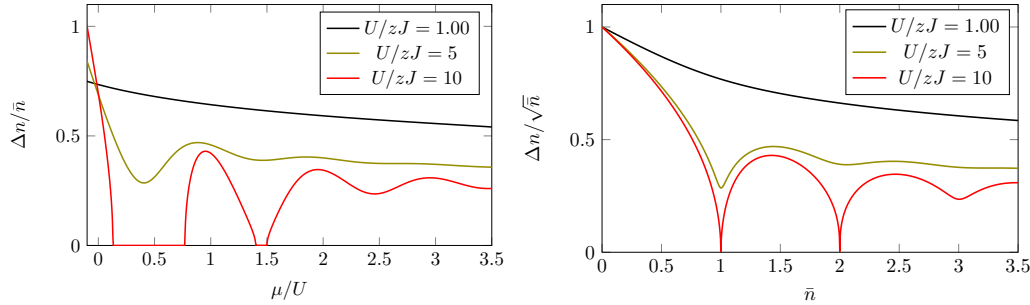 1
0.5
0
Δn/n̄
0
0.5
1
1.5
2
2.5
3
3.5
μ/U
U/zJ = 1.00
U/zJ = 5
U/zJ = 10
1
0.5
0
Δn/√n̄
0
0.5
1
1.5
2
2.5
3
3.5
n̄
U/zJ = 1.00
U/zJ = 5
U/zJ = 10